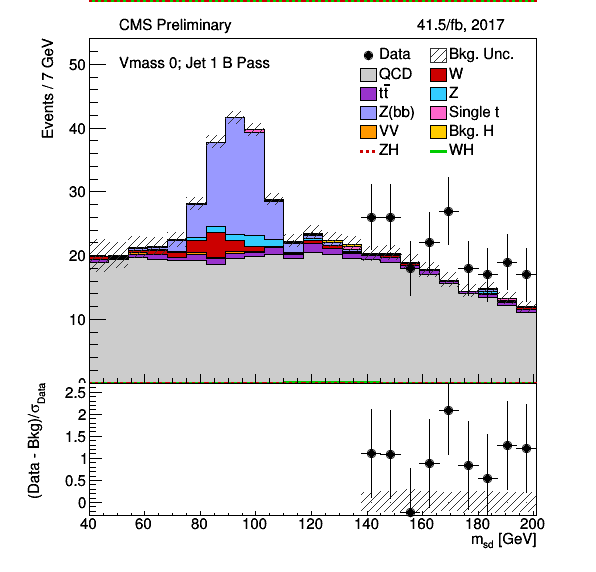 CMS Preliminary 41.5/fb, 2017
Vmass 0; Jet 1 B Pass
Data Bkg. Unc.
QCD W
tt̅ Z
Z(bb) Single t
VV Bkg. H
ZH WH
Events / 7 GeV
50
40
30
20
10
0
(Data - Bkg)/σData
2.5
2
1.5
1
0.5
0
40 60 80 100 120 140 160 180 200
msd [GeV]